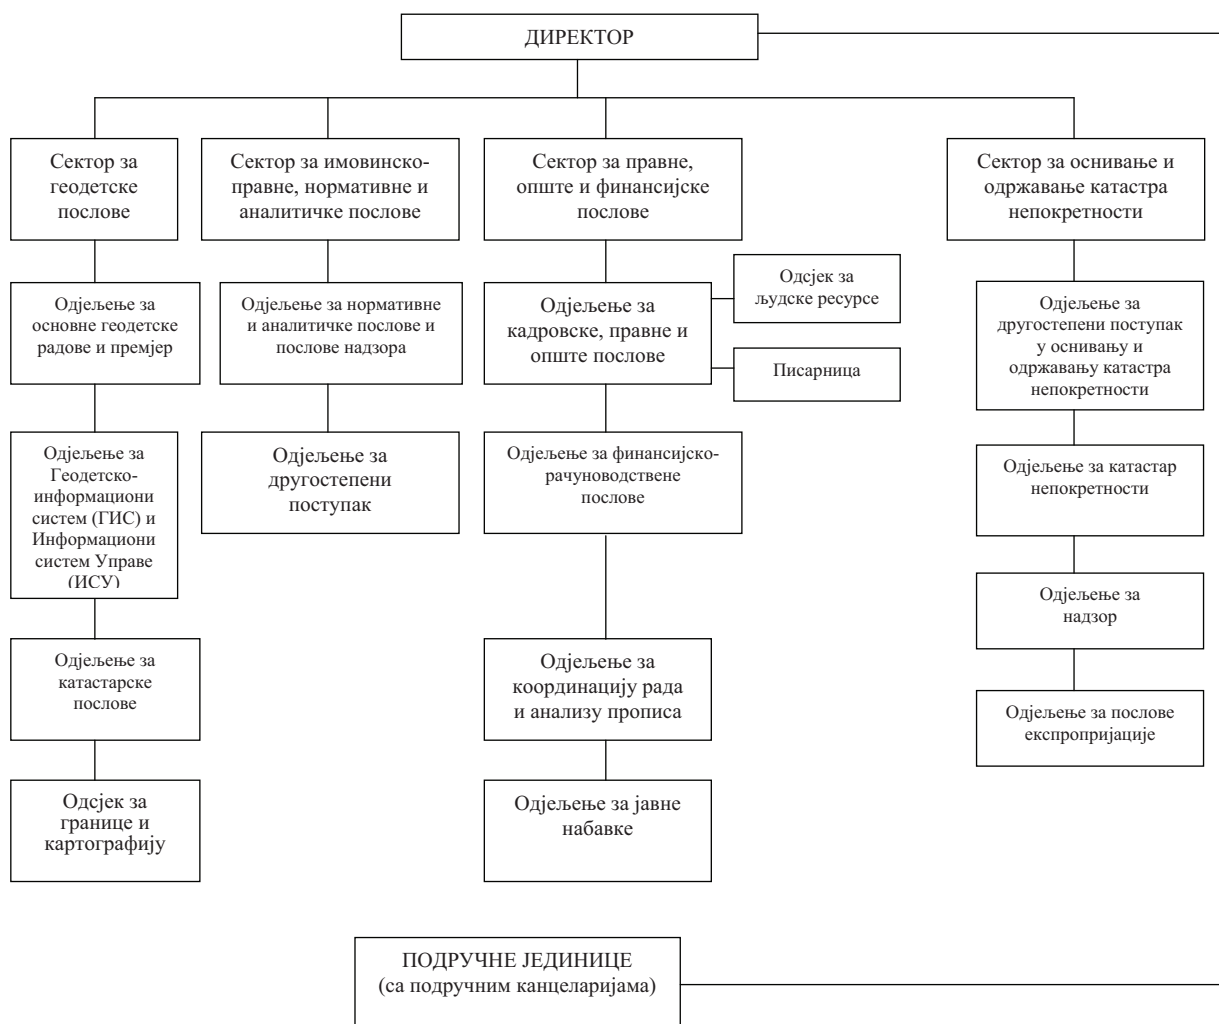 ДИРЕКТОР
Сектор за
геодетске
послове
Сектор за имовинско-
правне, нормативне и
аналитичке послове
Сектор за правне,
опште и финансијске
послове
Сектор за оснивање и
одржавање катастра
непокретности
Одјељење за
основне геодетске
радове и премјер
Одјељење за нормативне
и аналитичке послове и
послове надзора
Одјељење за
кадровске, правне и
опште послове
Одсјек за
људске ресурсе
Писарница
Одјељење за
другостепени поступак
у оснивању и
одржавању катастра
непокретности
Одјељење за
Геодетско-
информациони
систем (ГИС) и
Информациони
систем Управе
(ИСУ)
Одјељење за
другостепени
поступак
Одјељење за финансијско-
рачуноводствене
послове
Одјељење за катастар
непокретности
Одјељење за
надзор
Одјељење за
катастарске
послове
Одјељење за
координацију рада
и анализу прописа
Одјељење за послове
експропријације
Одсјек за
границе и
картографију
Одјељење за јавне
набавке
ПОДРУЧНЕ ЈЕДИНИЦЕ
(са подручним канцеларијама)